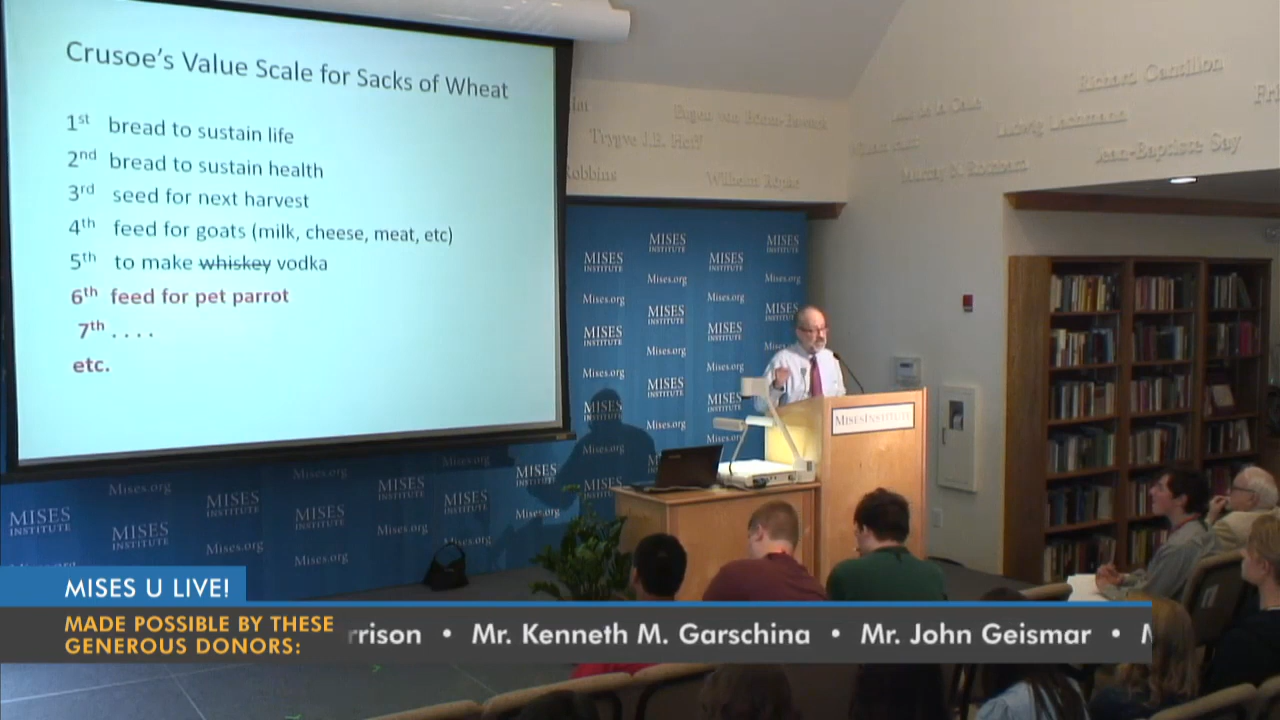 Crusoe's Value Scale for Sacks of Wheat
1st bread to sustain life
2nd bread to sustain health
3rd seed for next harvest
4th feed for goats (milk, cheese, meat, etc)
5th to make whiskey vodka
6th feed for pet parrot
7th . . . .
etc.
Eugen von Böhm-Bawerk
Trygve J.B. Hoff
Robbins
Wilhelm Röpke
Richard Cantillon
Ludwig Lachmann
Jean-Baptiste Say
Murray N Rothbard
MISES INSTITUTE
Mises.org
MISES INSTITUTE
MISES U LIVE!
MADE POSSIBLE BY THESE
GENEROUS DONORS:
rrison • Mr. Kenneth M. Garschina • Mr. John Geismar •